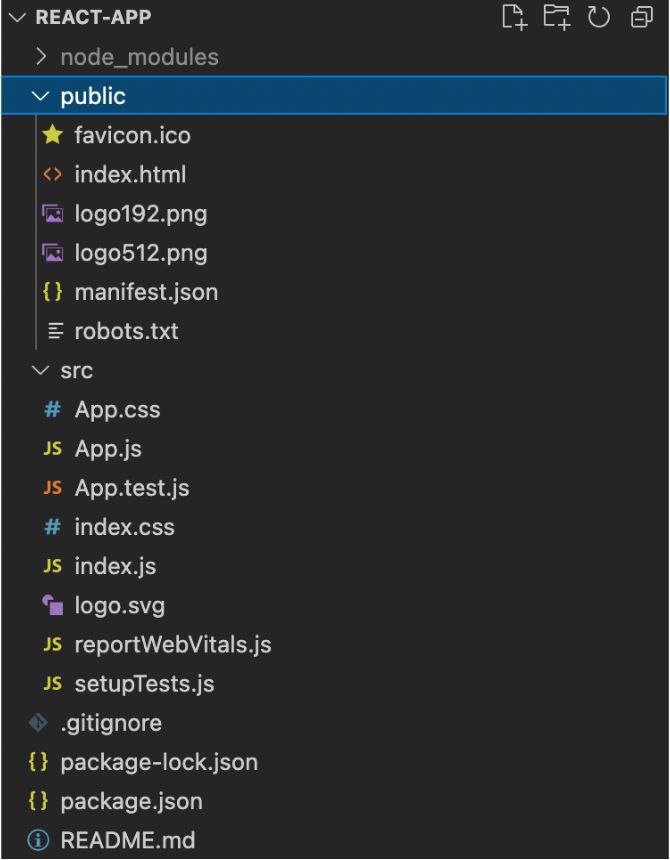 REACT-APP
node_modules
public
favicon.ico
<> index.html
logo192.png
logo512.png
{} manifest.json
robots.txt
src
# App.css
JS App.js
JS App.test.js
# index.css
JS index.js
logo.svg
JS reportWebVitals.js
JS setupTests.js
.gitignore
{} package-lock.json
{} package.json
README.md